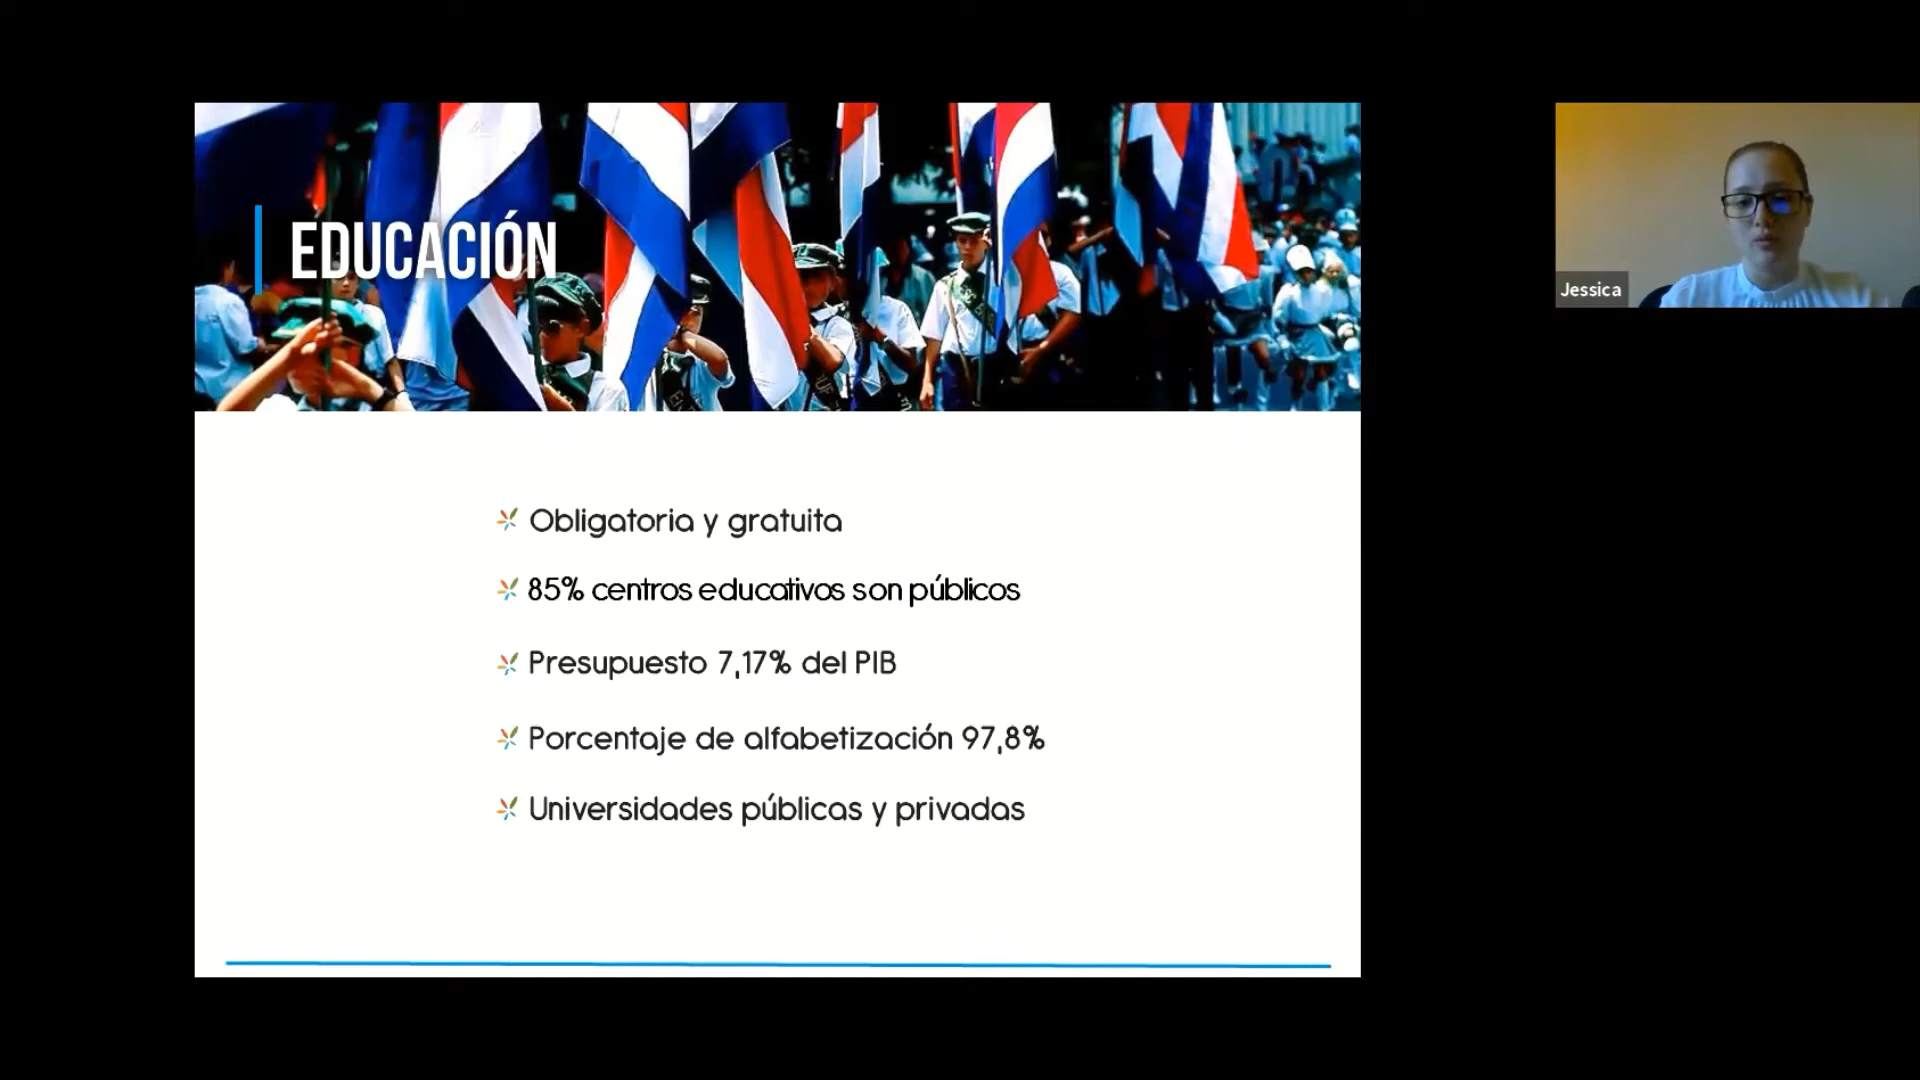 EDUCACIÓN
Jessica
Obligatoria y gratuita
85% centros educativos son públicos
Presupuesto 7,17% del PIB
Porcentaje de alfabetización 97,8%
Universidades públicas y privadas